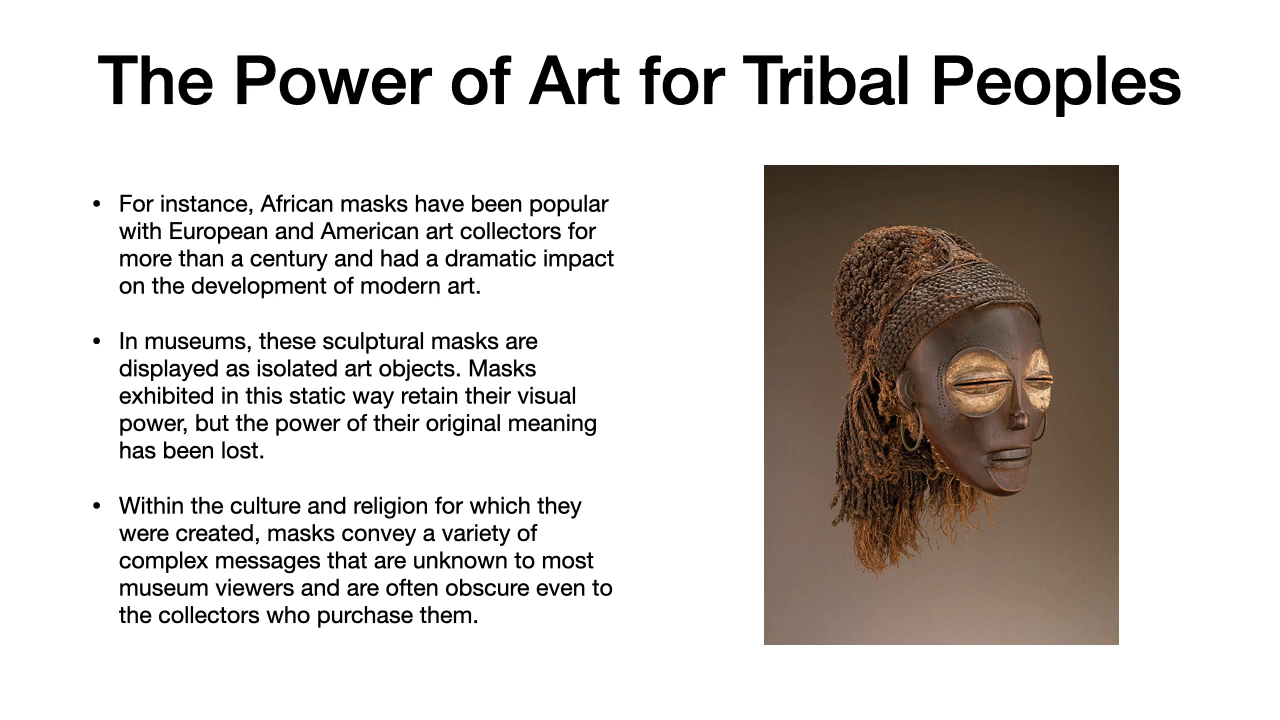 The Power of Art for Tribal Peoples
• For instance, African masks have been popular
with European and American art collectors for
more than a century and had a dramatic impact
on the development of modern art.
• In museums, these sculptural masks are
displayed as isolated art objects. Masks
exhibited in this static way retain their visual
power, but the power of their original meaning
has been lost.
• Within the culture and religion for which they
were created, masks convey a variety of
complex messages that are unknown to most
museum viewers and are often obscure even to
the collectors who purchase them.